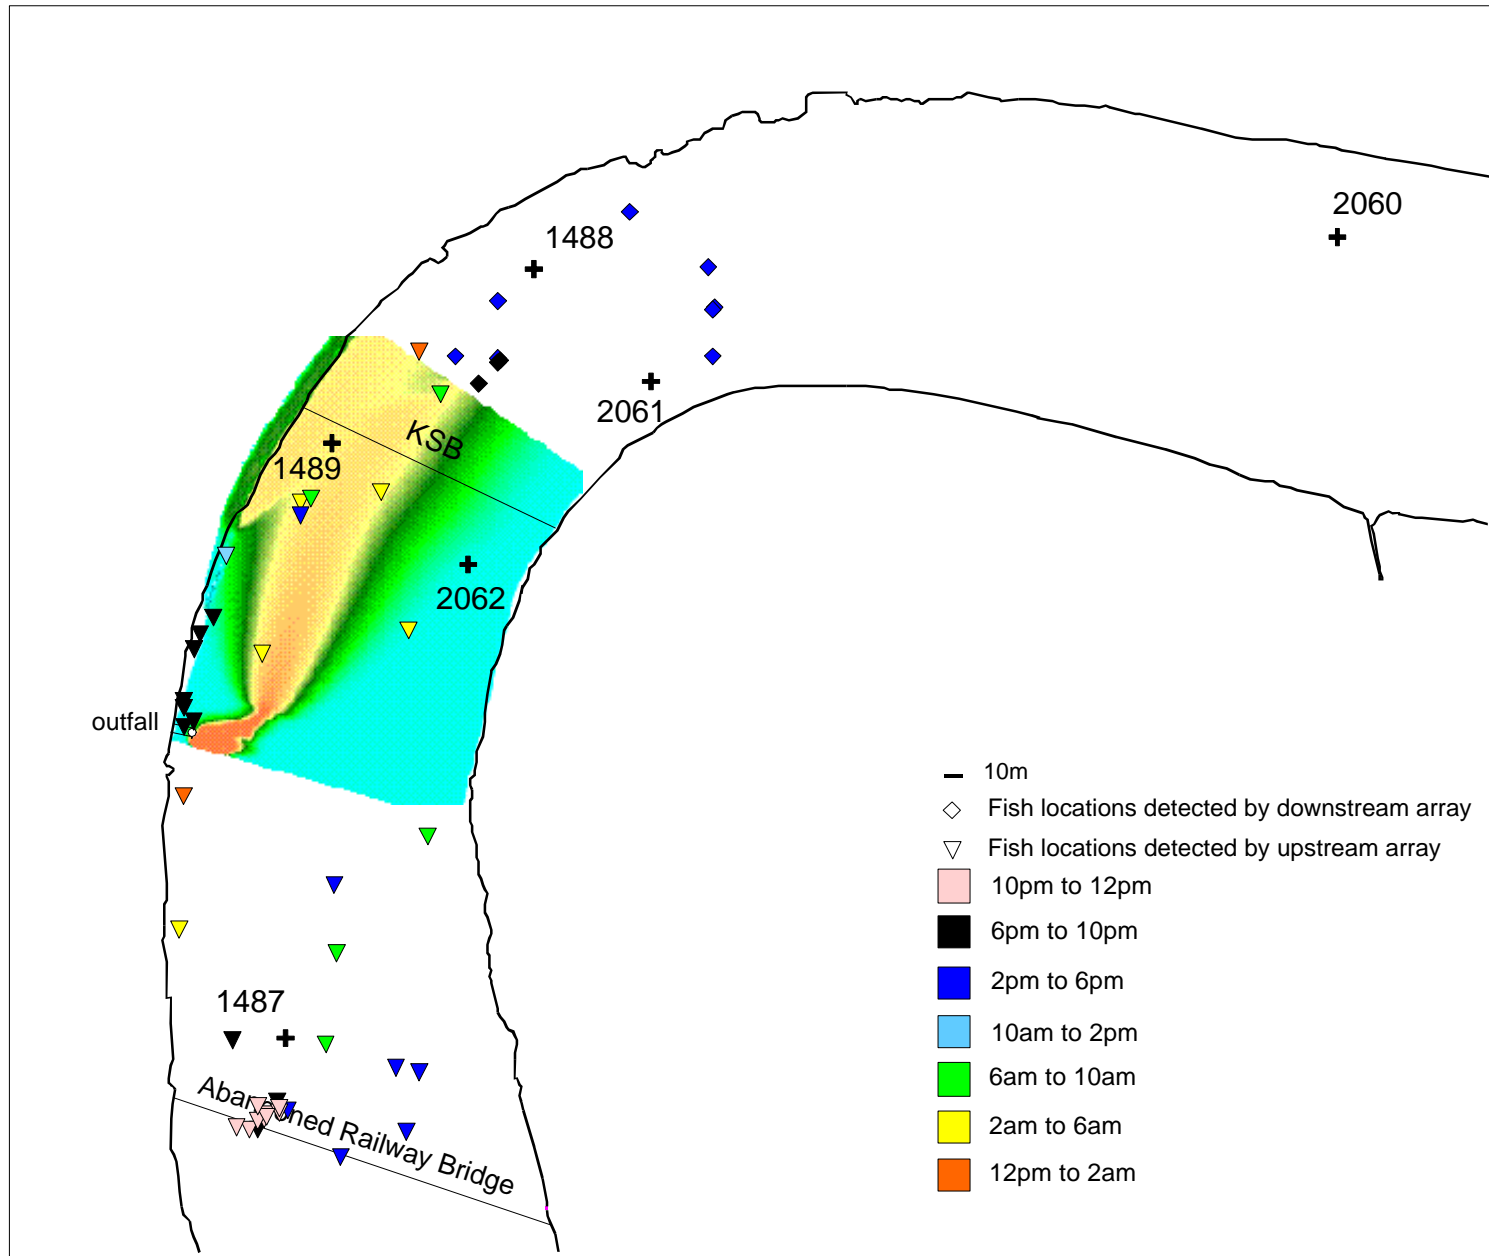 2060
1488
2061
KSB
1489
2062
outfall
10m
Fish locations detected by downstream array
Fish locations detected by upstream array
10pm to 12pm
6pm to 10pm
2pm to 6pm
1487
10am to 2pm
6am to 10am
Abandoned Railway Bridge
2am to 6am
12pm to 2am